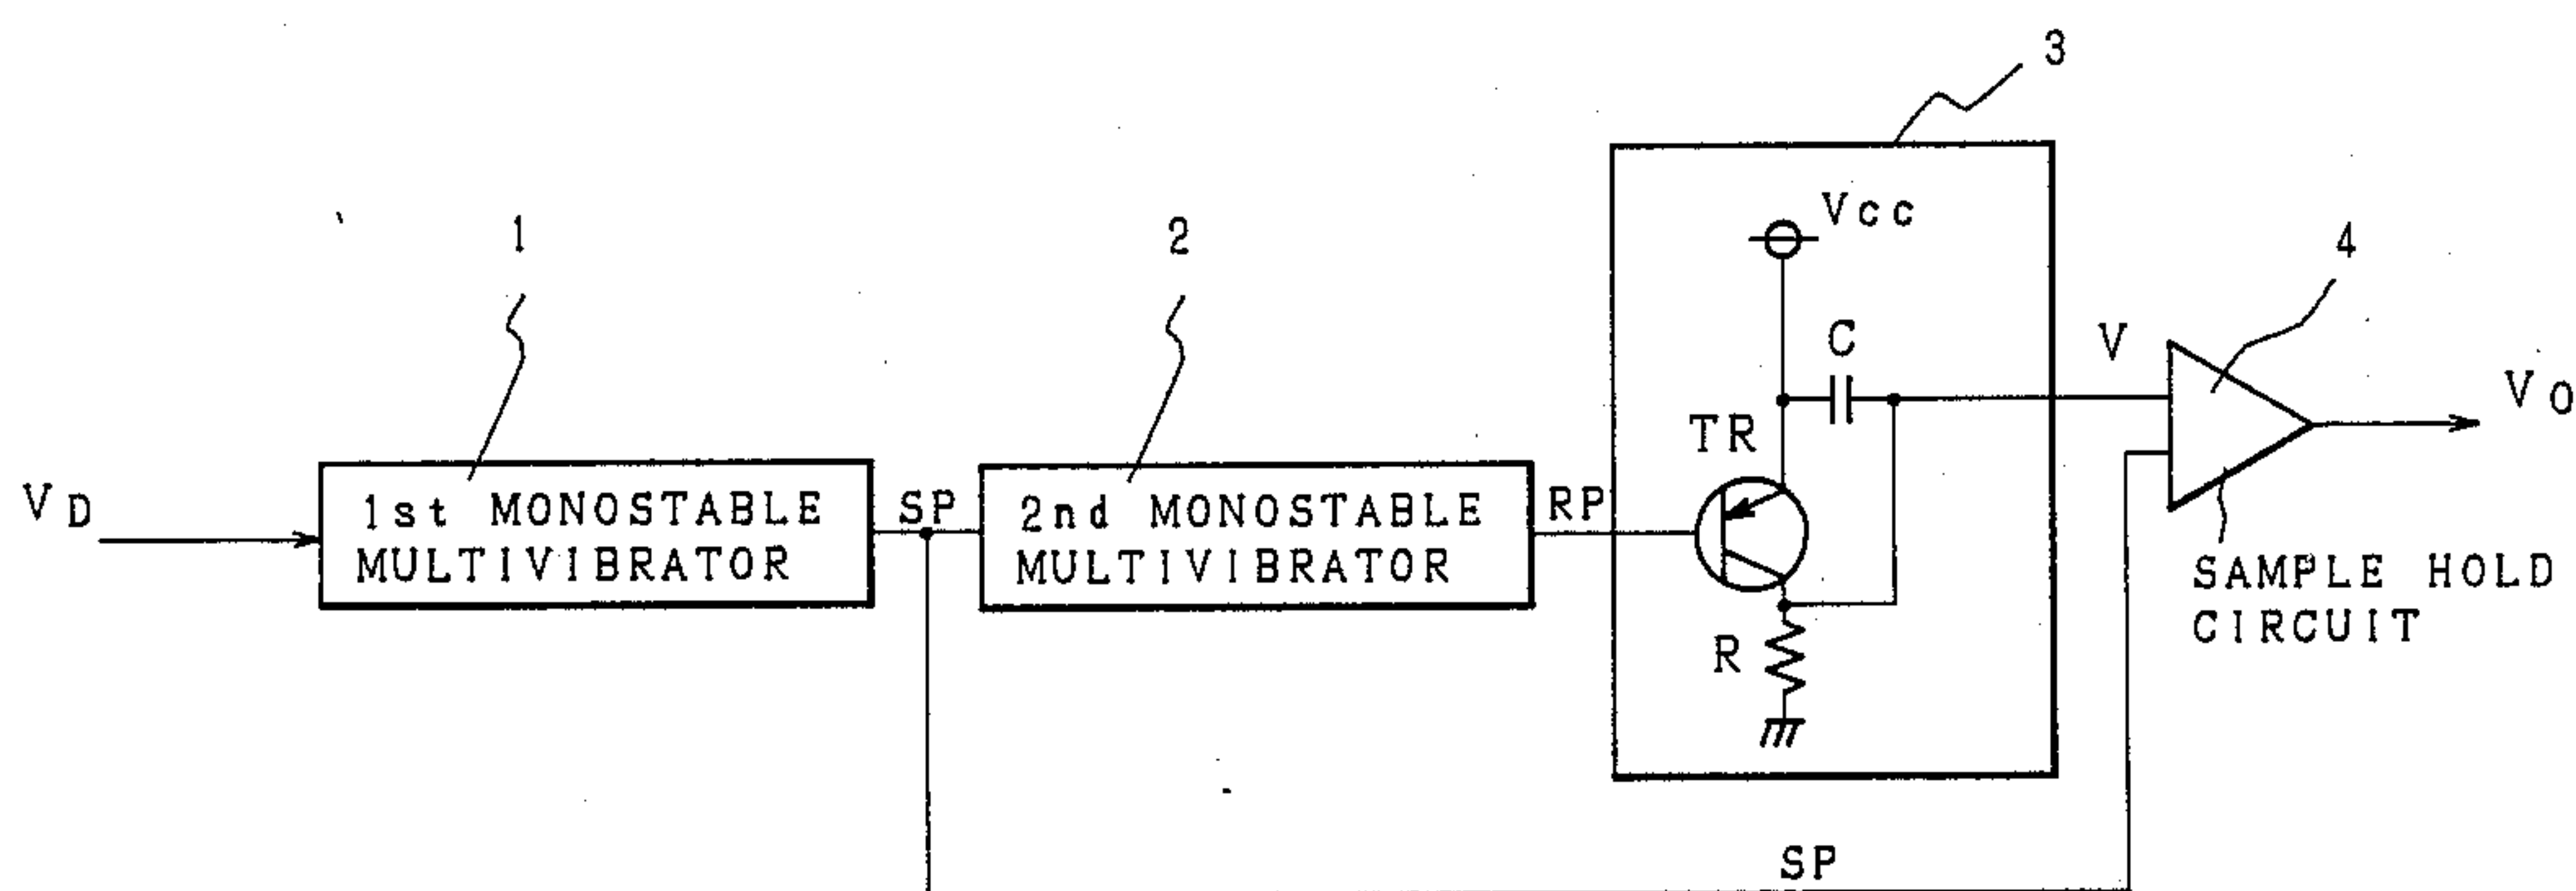 3
1
2
Vcc
4
C
V
TR
VO
VD
1st MONOSTABLE
MULTIVIBRATOR
SP
2nd MONOSTABLE
MULTIVIBRATOR
RP
R
SAMPLE HOLD
CIRCUIT
SP